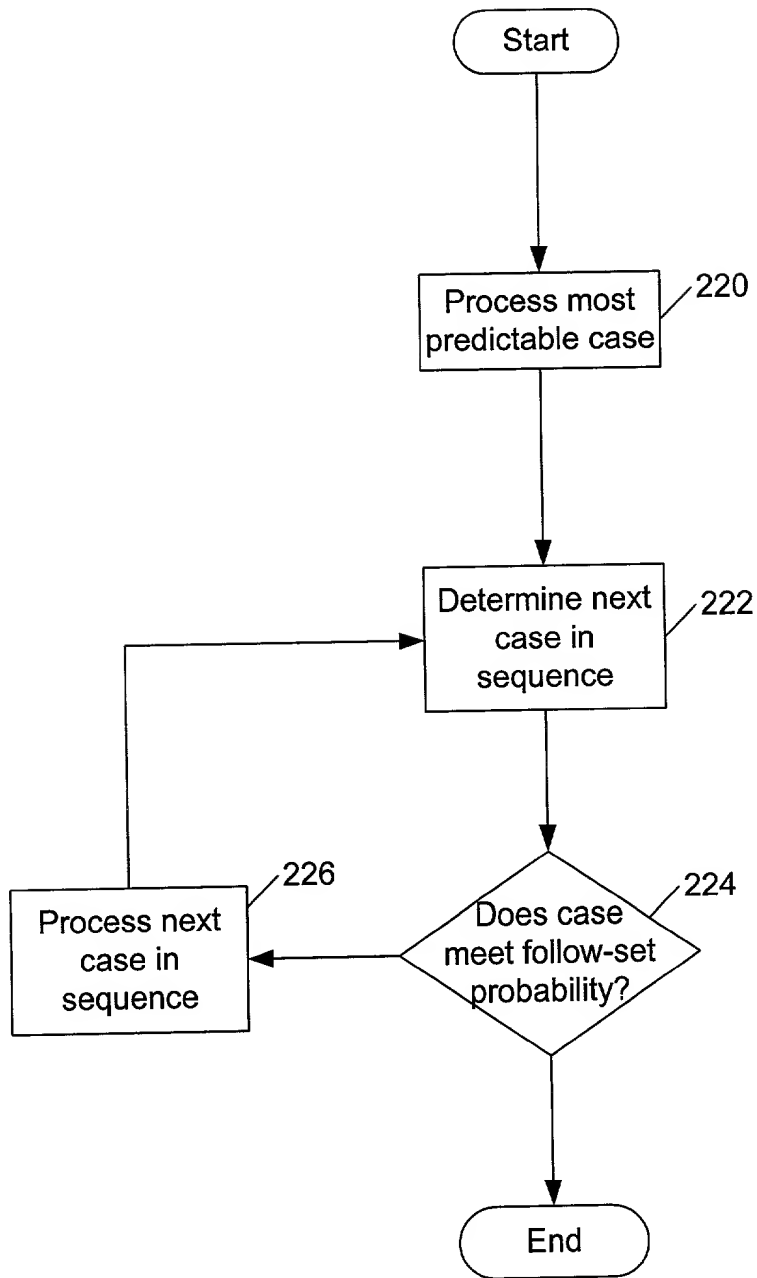 Start
Process most
predictable case
220
Determine next
case in
sequence
222
Does case
meet follow-set
probability?
224
Process next
case in
sequence
226
End